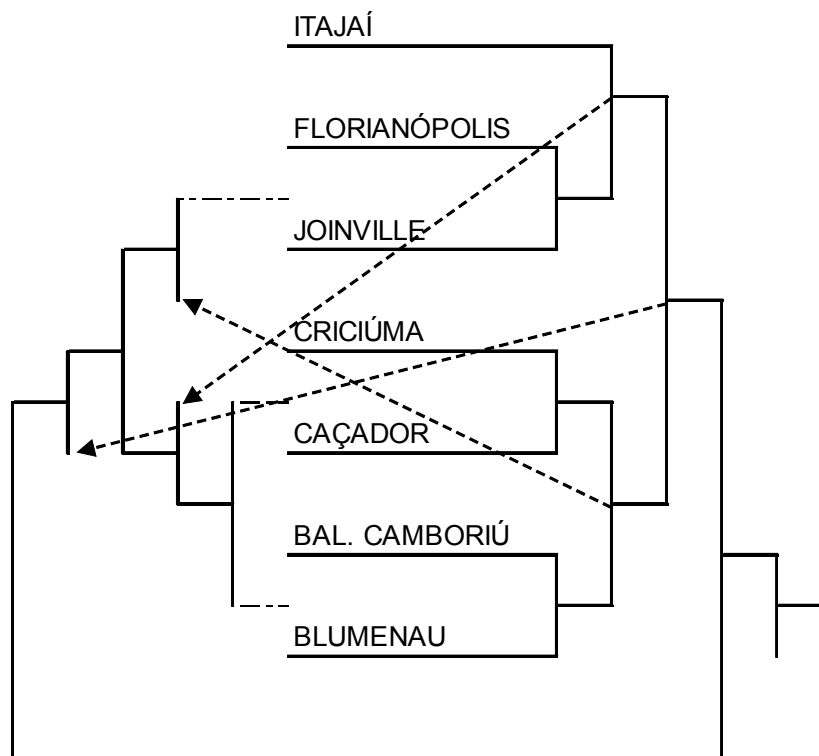 ITAJAÍ
FLORIANÓPOLIS
JOINVILLE
CRICIÚMA
CAÇADOR
BAL. CAMBORIÚ
BLUMENAU